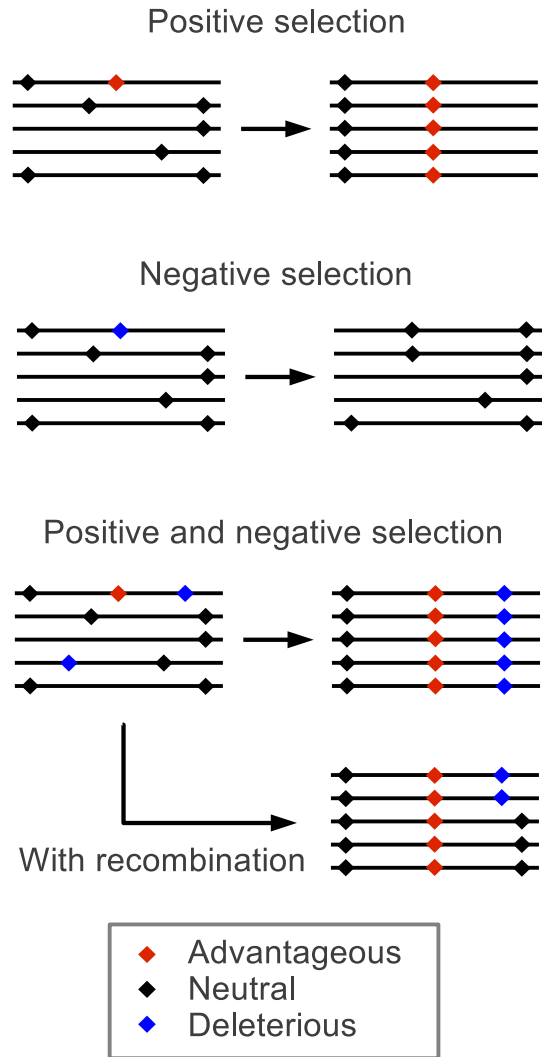 Positive selection
Negative selection
Positive and negative selection
With recombination
Advantageous
Neutral
Deleterious